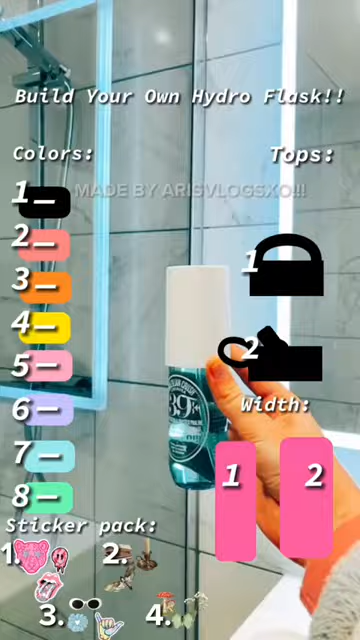 Build Your Own Hydro Flask!!
Colors:
Tops:
MADE BY ARISVLOGSXO!!!
1—
2—
3—
4—
5—
6—
7—
8—
1
2
Width:
1 2
39
Sticker pack:
1. 2.
3. 4.